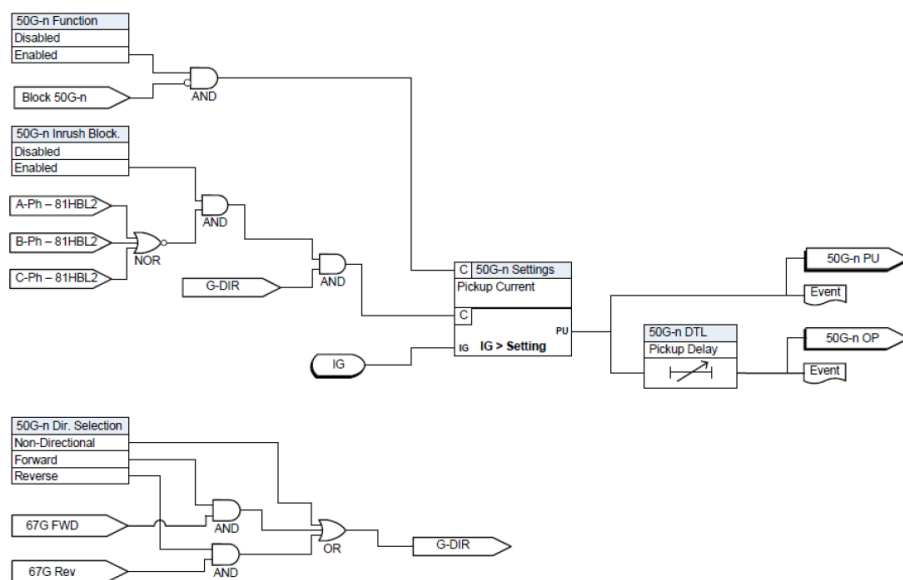 50G-n Function
Disabled
Enabled
Block 50G-n
AND
50G-n Inrush Block.
Disabled
Enabled
A-Ph – 81HBL2
B-Ph – 81HBL2
C-Ph – 81HBL2
NOR
AND
G-DIR
AND
C 50G-n Settings
Pickup Current
C
PU
IG IG > Setting
IG
50G-n PU
Event
50G-n DTL
Pickup Delay
50G-n OP
Event
50G-n Dir. Selection
Non-Directional
Forward
Reverse
67G FWD
AND
67G Rev
AND
OR
G-DIR